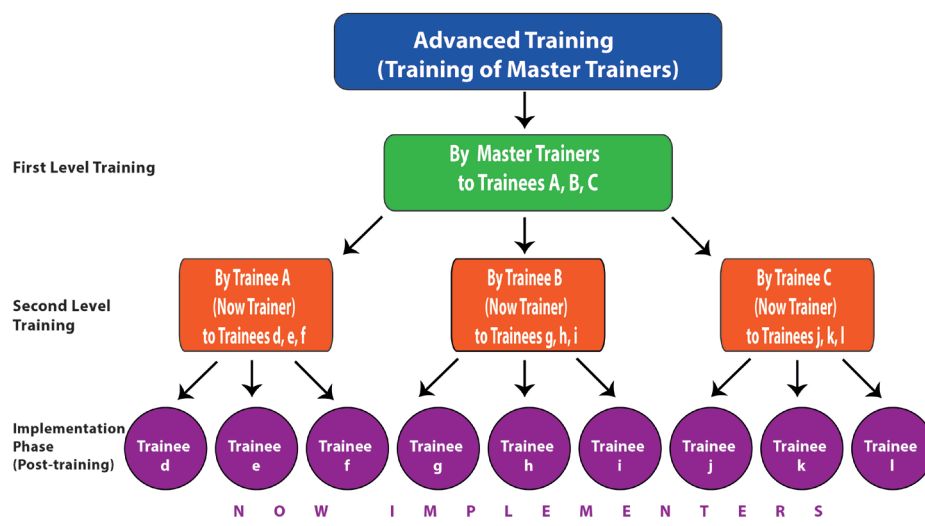 Advanced Training
(Training of Master Trainers)
First Level Training
By Master Trainers
to Trainees A, B, C
Second Level
Training
By Trainee A
(Now Trainer)
to Trainees d, e, f
By Trainee B
(Now Trainer)
to Trainees g, h, i
By Trainee C
(Now Trainer)
to Trainees j, k, l
Implementation
Phase
(Post-training)
Trainee
d
Trainee
e
Trainee
f
Trainee
g
Trainee
h
Trainee
i
Trainee
j
Trainee
k
Trainee
l
NOW IMPLEMENTERS